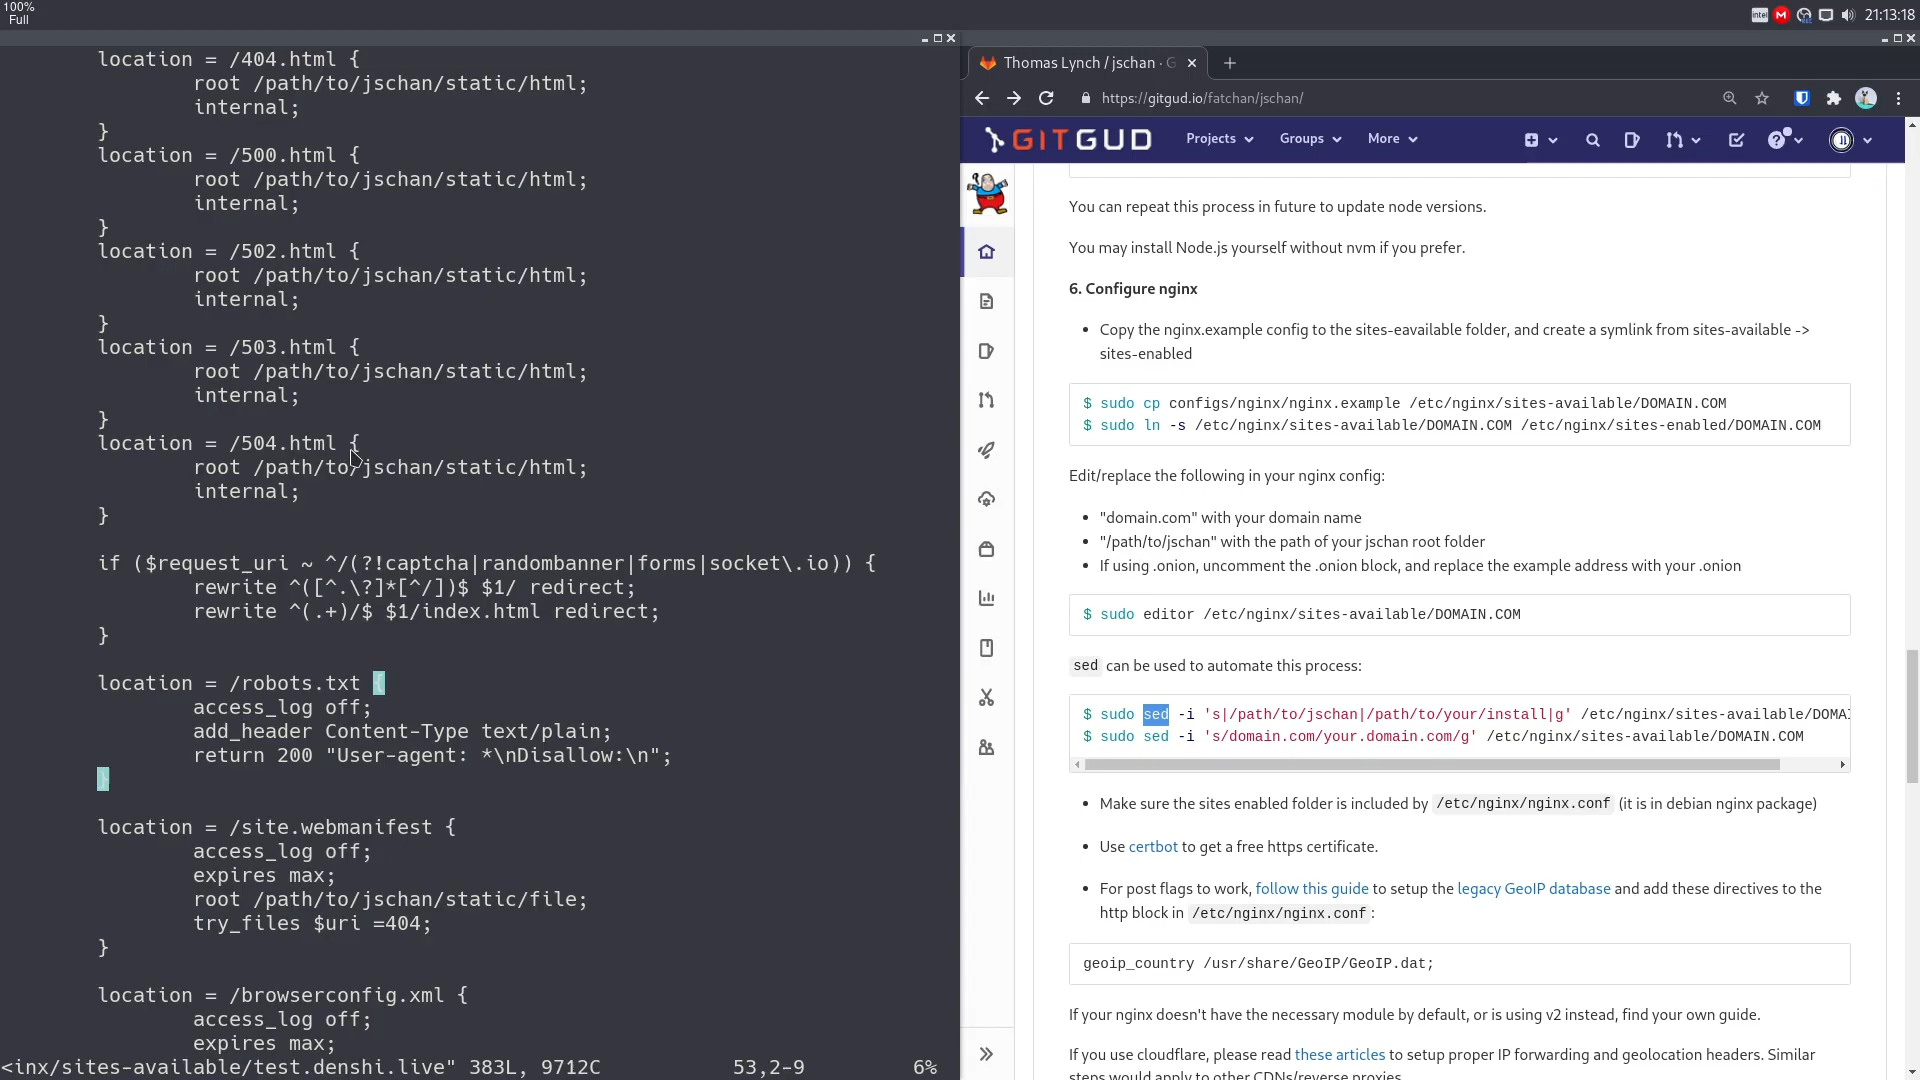 100%
Full
intel
21:13:18
location = /404.html {
root /path/to/jschan/static/html;
internal;
}
location = /500.html {
root /path/to/jschan/static/html;
internal;
}
location = /502.html {
root /path/to/jschan/static/html;
internal;
}
location = /503.html {
root /path/to/jschan/static/html;
internal;
}
location = /504.html {
root /path/to/jschan/static/html;
internal;
}
if ($request_uri ~ ^/(?!captcha|randombanner|forms|socket\.io)) {
rewrite ^([^.\?]*[^/])$ $1/ redirect;
rewrite ^(.+)/$ $1/index.html redirect;
}
location = /robots.txt {
access_log off;
add_header Content-Type text/plain;
return 200 "User-agent: *\nDisallow:\n";
}
location = /site.webmanifest {
access_log off;
expires max;
root /path/to/jschan/static/file;
try_files $uri =404;
}
location = /browserconfig.xml {
access_log off;
expires max;
<inx/sites-available/test.denshi.live" 383L, 9712C 53,2-9 6%
Thomas Lynch / jschan · G
https://gitgud.io/fatchan/jschan/
GITGUD
Projects
Groups
More
You can repeat this process in future to update node versions.
You may install Node.js yourself without nvm if you prefer.
6. Configure nginx
• Copy the nginx.example config to the sites-eavailable folder, and create a symlink from sites-available ->
sites-enabled
$ sudo cp configs/nginx/nginx.example /etc/nginx/sites-available/DOMAIN.COM
$ sudo ln -s /etc/nginx/sites-available/DOMAIN.COM /etc/nginx/sites-enabled/DOMAIN.COM
Edit/replace the following in your nginx config:
• "domain.com" with your domain name
• "/path/to/jschan" with the path of your jschan root folder
• If using .onion, uncomment the .onion block, and replace the example address with your .onion
$ sudo editor /etc/nginx/sites-available/DOMAIN.COM
sed can be used to automate this process:
$ sudo sed -i 's|/path/to/jschan|/path/to/your/install|g' /etc/nginx/sites-available/DOMA
$ sudo sed -i 's/domain.com/your.domain.com/g' /etc/nginx/sites-available/DOMAIN.COM
• Make sure the sites enabled folder is included by /etc/nginx/nginx.conf (it is in debian nginx package)
• Use certbot to get a free https certificate.
• For post flags to work, follow this guide to setup the legacy GeoIP database and add these directives to the
http block in /etc/nginx/nginx.conf:
geoip_country /usr/share/GeoIP/GeoIP.dat;
If your nginx doesn't have the necessary module by default, or is using v2 instead, find your own guide.
If you use cloudflare, please read these articles to setup proper IP forwarding and geolocation headers. Similar
steps would apply to other CDNs/reverse proxies.